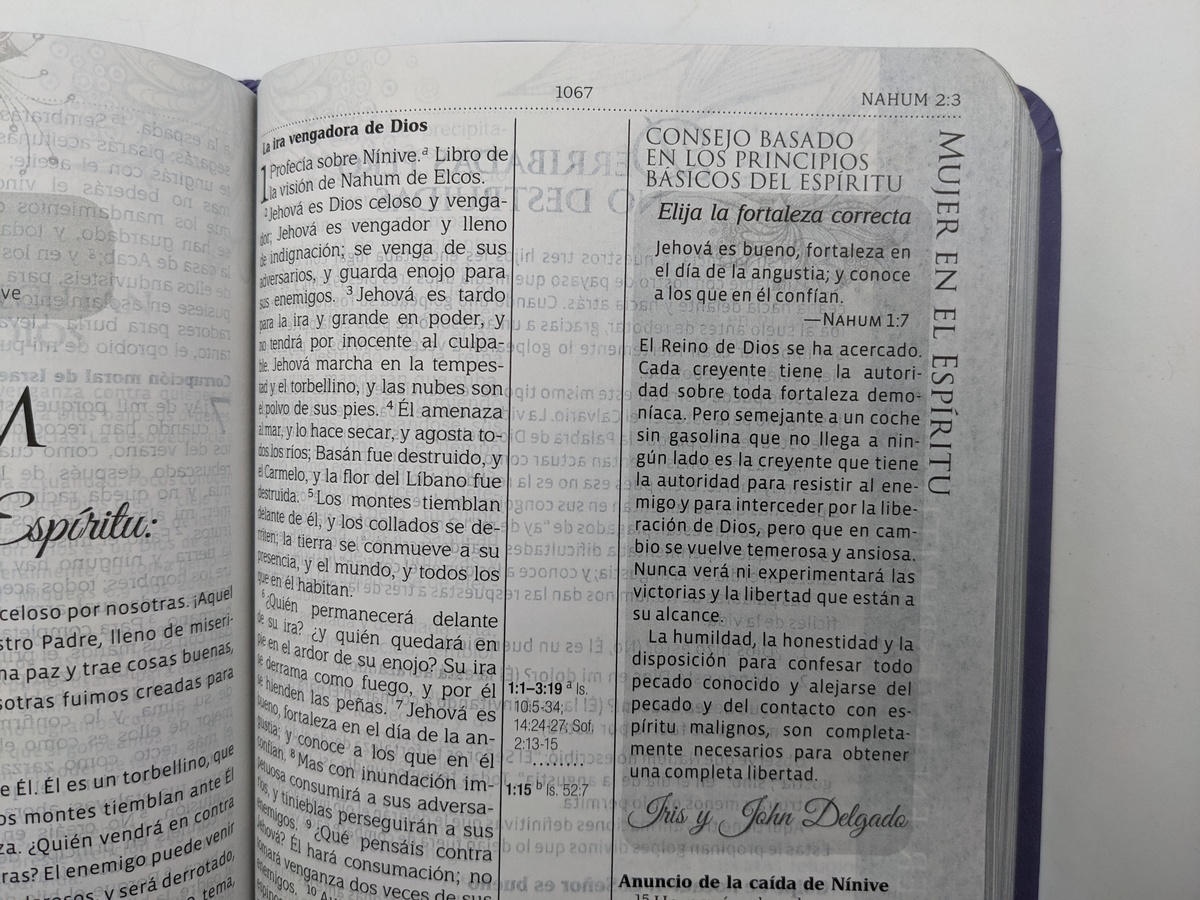 ve
M
Espíritu:
celoso por nosotras. ¡Aquel
stro Padre, lleno de miseri-
na paz y trae cosas buenas,
sotras fuimos creadas para
e Él. Él es un torbellino, que
os montes tiemblan ante Él
za. ¿Quién vendrá en contra
ras? El enemigo puede venir
y será derrotado,
tema,
1067
NAHUM 2:3
La ira vengadora de Dios
1 Profecía sobre Nínive.a Libro de
la visión de Nahum de Elcos.
2 Jehová es Dios celoso y venga-
dor; Jehová es vengador y lleno
de indignación; se venga de sus
adversarios, y guarda enojo para
sus enemigos. 3 Jehová es tardo
para la ira y grande en poder, y
no tendrá por inocente al culpa-
ble. Jehová marcha en la tempes-
tad y el torbellino, y las nubes son
el polvo de sus pies. 4 Él amenaza
al mar, y lo hace secar, y agosta to-
dos los ríos; Basán fue destruido, y
el Carmelo, y la flor del Líbano fue
destruida. 5 Los montes tiemblan
delante de él, y los collados se de-
rriten; la tierra se conmueve a su
presencia, y el mundo, y todos los
que en él habitan.
6 ¿Quién permanecerá delante
de su ira? ¿y quién quedará en
pie en el ardor de su enojo? Su ira
se derrama como fuego, y por él
se hienden las peñas. 7 Jehová es
bueno, fortaleza en el día de la an-
gustia; y conoce a los que en él
confían. 8 Mas con inundación im-
petuosa consumirá a sus adversa-
rios, y tinieblas perseguirán a sus
enemigos. 9 ¿Qué pensáis contra
Jehová? Él hará consumación; no
tomará venganza dos veces de sus
enemigos. 10
1:1–3:19 a Is.
10:5-34;
14:24-27; Sof.
2:13-15
1:15 b Is. 52:7
CONSEJO BASADO
EN LOS PRINCIPIOS
BÁSICOS DEL ESPÍRITU
Elija la fortaleza correcta
Jehová es bueno, fortaleza en
el día de la angustia; y conoce
a los que en él confían.
—NAHUM 1:7
El Reino de Dios se ha acercado.
Cada creyente tiene la autori-
dad sobre toda fortaleza demo-
níaca. Pero semejante a un coche
sin gasolina que no llega a nin-
gún lado es la creyente que tiene
la autoridad para resistir al ene-
migo y para interceder por la libe-
ración de Dios, pero que en cam-
bio se vuelve temerosa y ansiosa.
Nunca verá ni experimentará las
victorias y la libertad que están a
su alcance.
La humildad, la honestidad y la
disposición para confesar todo
pecado conocido y alejarse del
pecado y del contacto con es-
píritu malignos, son completa-
mente necesarios para obtener
una completa libertad.
Iris y John Delgado
Anuncio de la caída de Nínive
MUJER EN EL ESPÍRITU